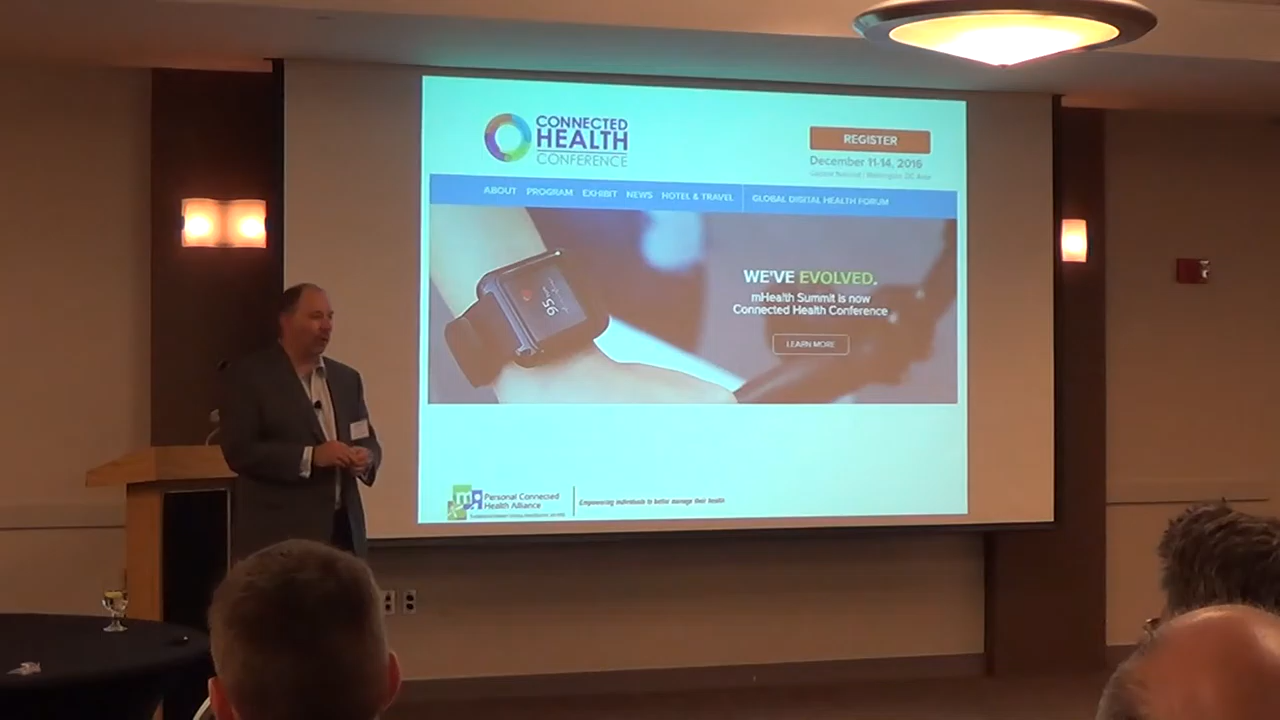 CONNECTED
HEALTH
CONFERENCE
REGISTER
December 11-14, 2016
ABOUT PROGRAM EXHIBIT NEWS HOTEL & TRAVEL GLOBAL DIGITAL HEALTH FORUM
WE'VE EVOLVED.
mHealth Summit is now
Connected Health Conference
LEARN MORE
95
Personal Connected
Health Alliance
Empowering individuals to better manage their health